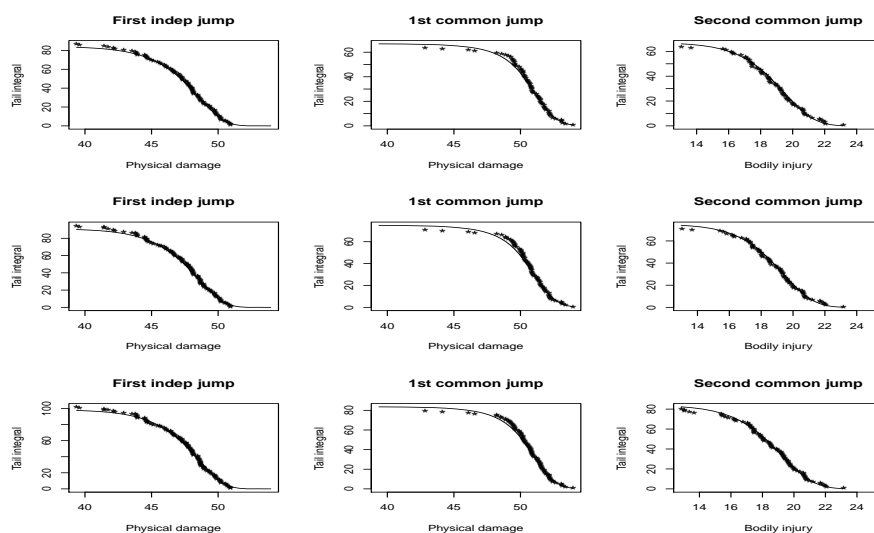 First indep jump
1st common jump
Second common jump
Tail integral
0 20 40 60 80
40 45 50
Physical damage
Tail integral
0 20 40 60
40 45 50
Physical damage
Tail integral
0 20 40 60
14 16 18 20 22 24
Bodily injury
First indep jump
1st common jump
Second common jump
Tail integral
0 20 40 60 80
40 45 50
Physical damage
Tail integral
0 20 40 60
40 45 50
Physical damage
Tail integral
0 20 40 60
14 16 18 20 22 24
Bodily injury
First indep jump
1st common jump
Second common jump
Tail integral
0 20 40 60 100
40 45 50
Physical damage
Tail integral
0 20 40 60 80
40 45 50
Physical damage
Tail integral
0 20 40 60 80
14 16 18 20 22 24
Bodily injury